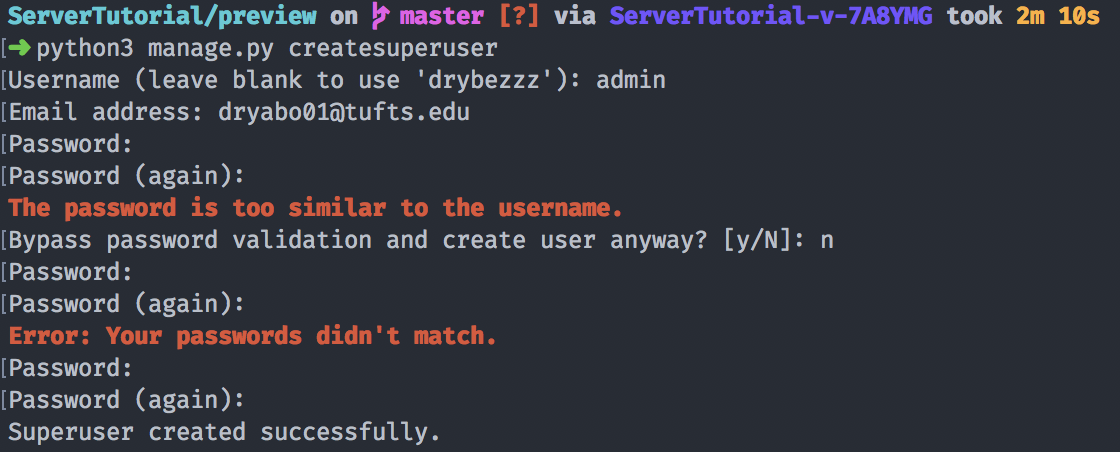 ServerTutorial/preview on master [?] via ServerTutorial-v-7A8YMG took 2m 10s
[➜ python3 manage.py createsuperuser
[Username (leave blank to use 'drybezzz'): admin
[Email address: dryabo01@tufts.edu
[Password:
[Password (again):
The password is too similar to the username.
[Bypass password validation and create user anyway? [y/N]: n
[Password:
[Password (again):
Error: Your passwords didn't match.
[Password:
[Password (again):
Superuser created successfully.